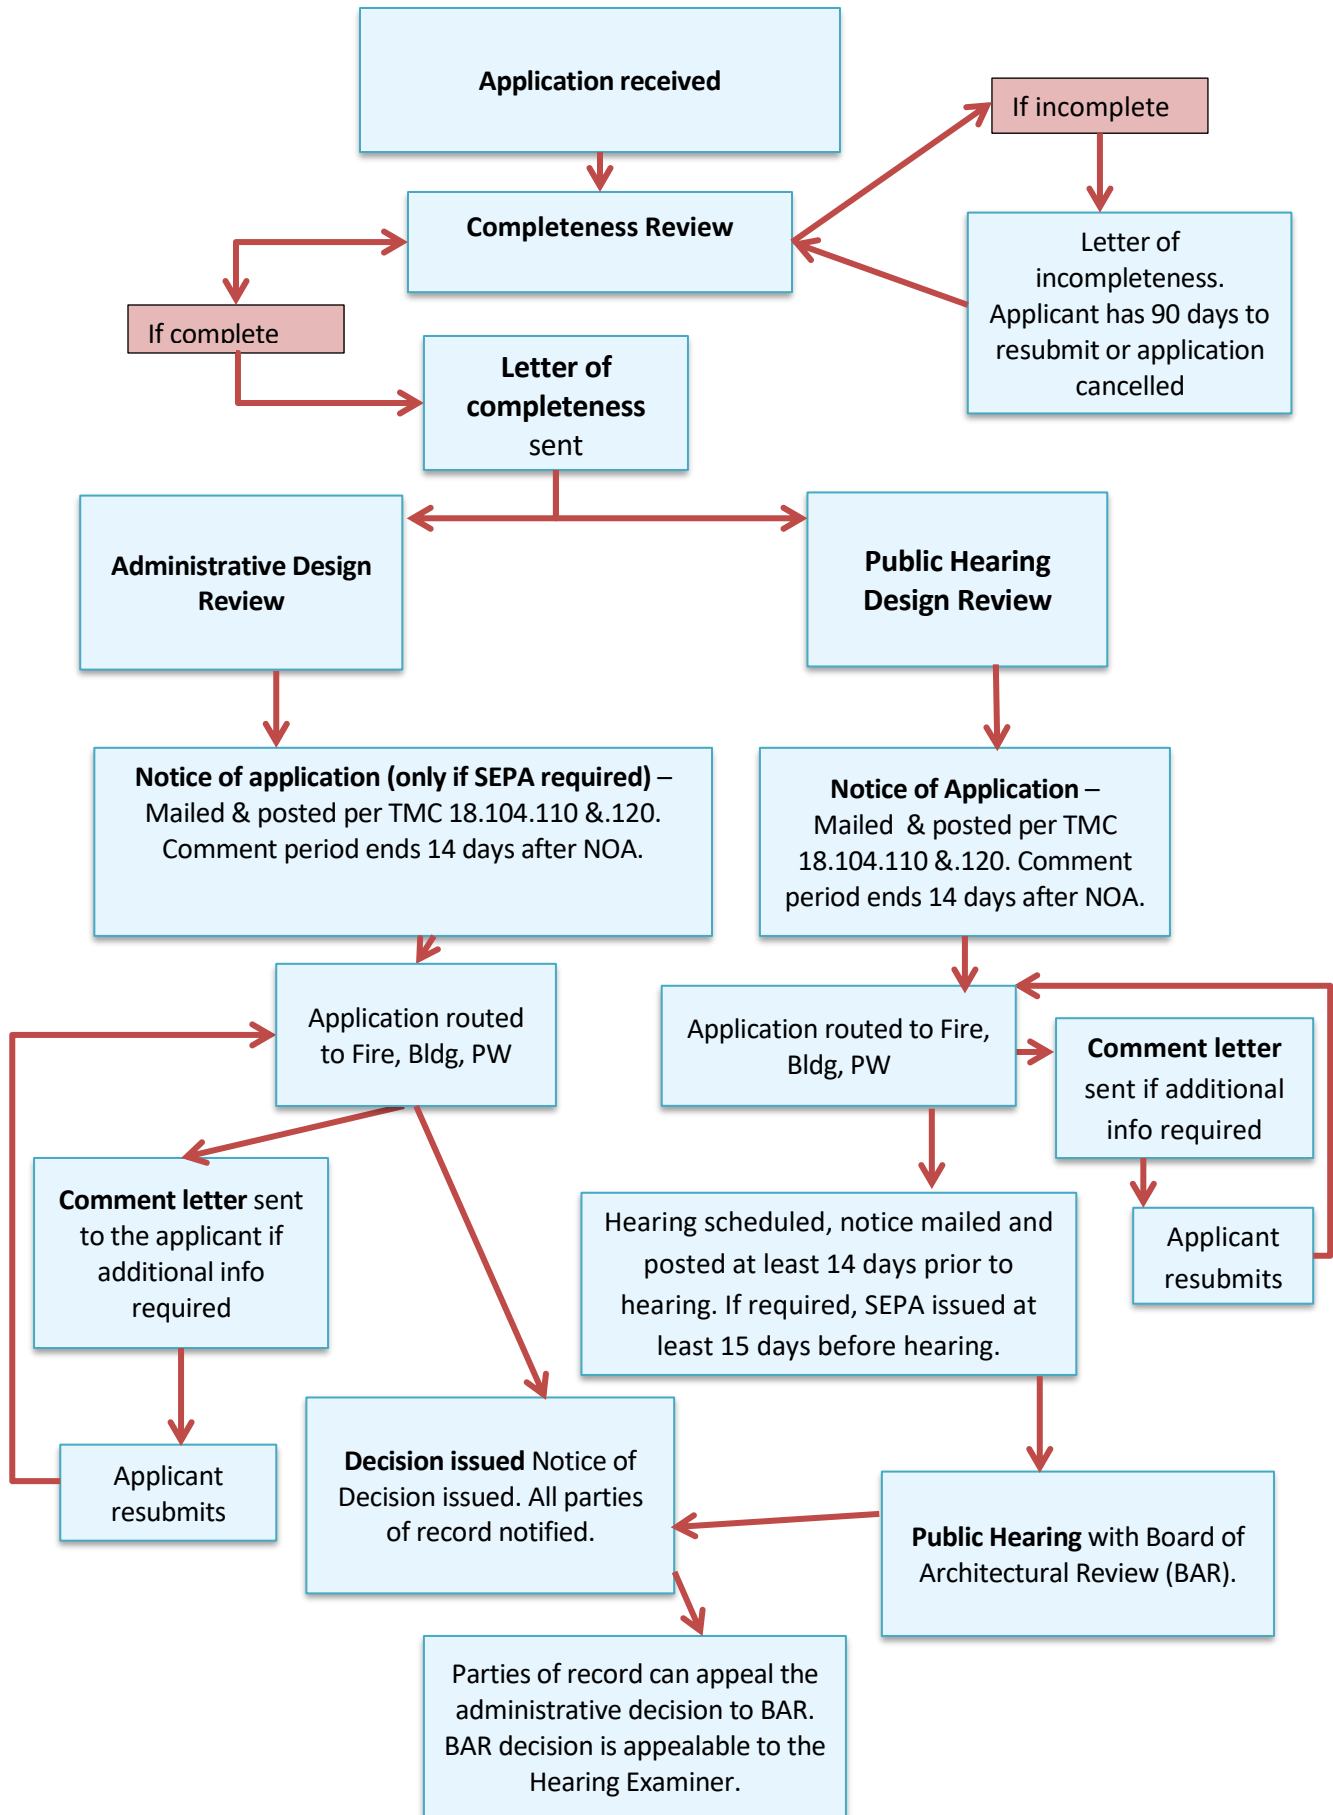 Application received
If incomplete
Completeness Review
Letter of
incompleteness.
Applicant has 90 days to
resubmit or application
cancelled
If complete
Letter of
completeness
sent
Administrative Design
Review
Public Hearing
Design Review
Notice of application (only if SEPA required) –
Mailed & posted per TMC 18.104.110 &.120.
Comment period ends 14 days after NOA.
Notice of Application –
Mailed & posted per TMC
18.104.110 &.120. Comment
period ends 14 days after NOA.
Application routed
to Fire, Bldg, PW
Application routed to Fire,
Bldg, PW
Comment letter
sent if additional
info required
Comment letter sent
to the applicant if
additional info
required
Hearing scheduled, notice mailed and
posted at least 14 days prior to
hearing. If required, SEPA issued at
least 15 days before hearing.
Applicant
resubmits
Applicant
resubmits
Decision issued Notice of
Decision issued. All parties
of record notified.
Public Hearing with Board of
Architectural Review (BAR).
Parties of record can appeal the
administrative decision to BAR.
BAR decision is appealable to the
Hearing Examiner.